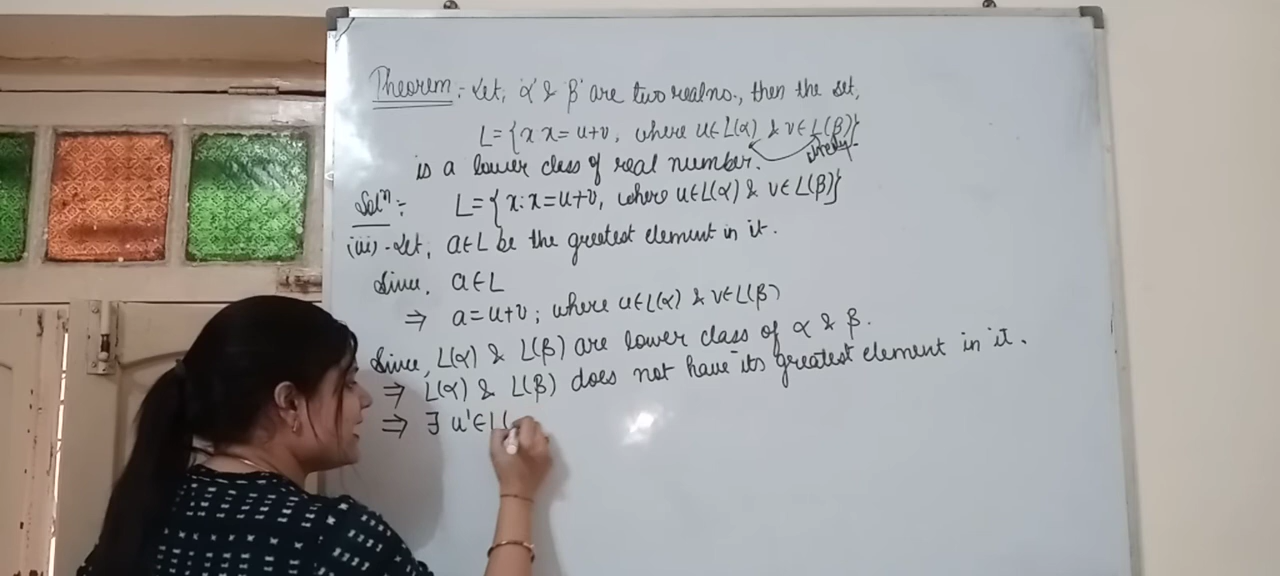 Theorem:- Let, α & β are two real no., then the set,
L = {x x = u+v, where u ∈ L(α) & v ∈ L(β)}
is a lower class of real number.
Solⁿ:- L = {x : x = u+v, where u ∈ L(α) & v ∈ L(β)}
(iii) - Let, a ∈ L be the greatest element in it.
Since, a ∈ L
⇒ a = u+v ; where u ∈ L(α) & v ∈ L(β)
Since, L(α) & L(β) are lower class of α & β.
⇒ L(α) & L(β) does not have its greatest element in it.
⇒ ∃ u' ∈ L(